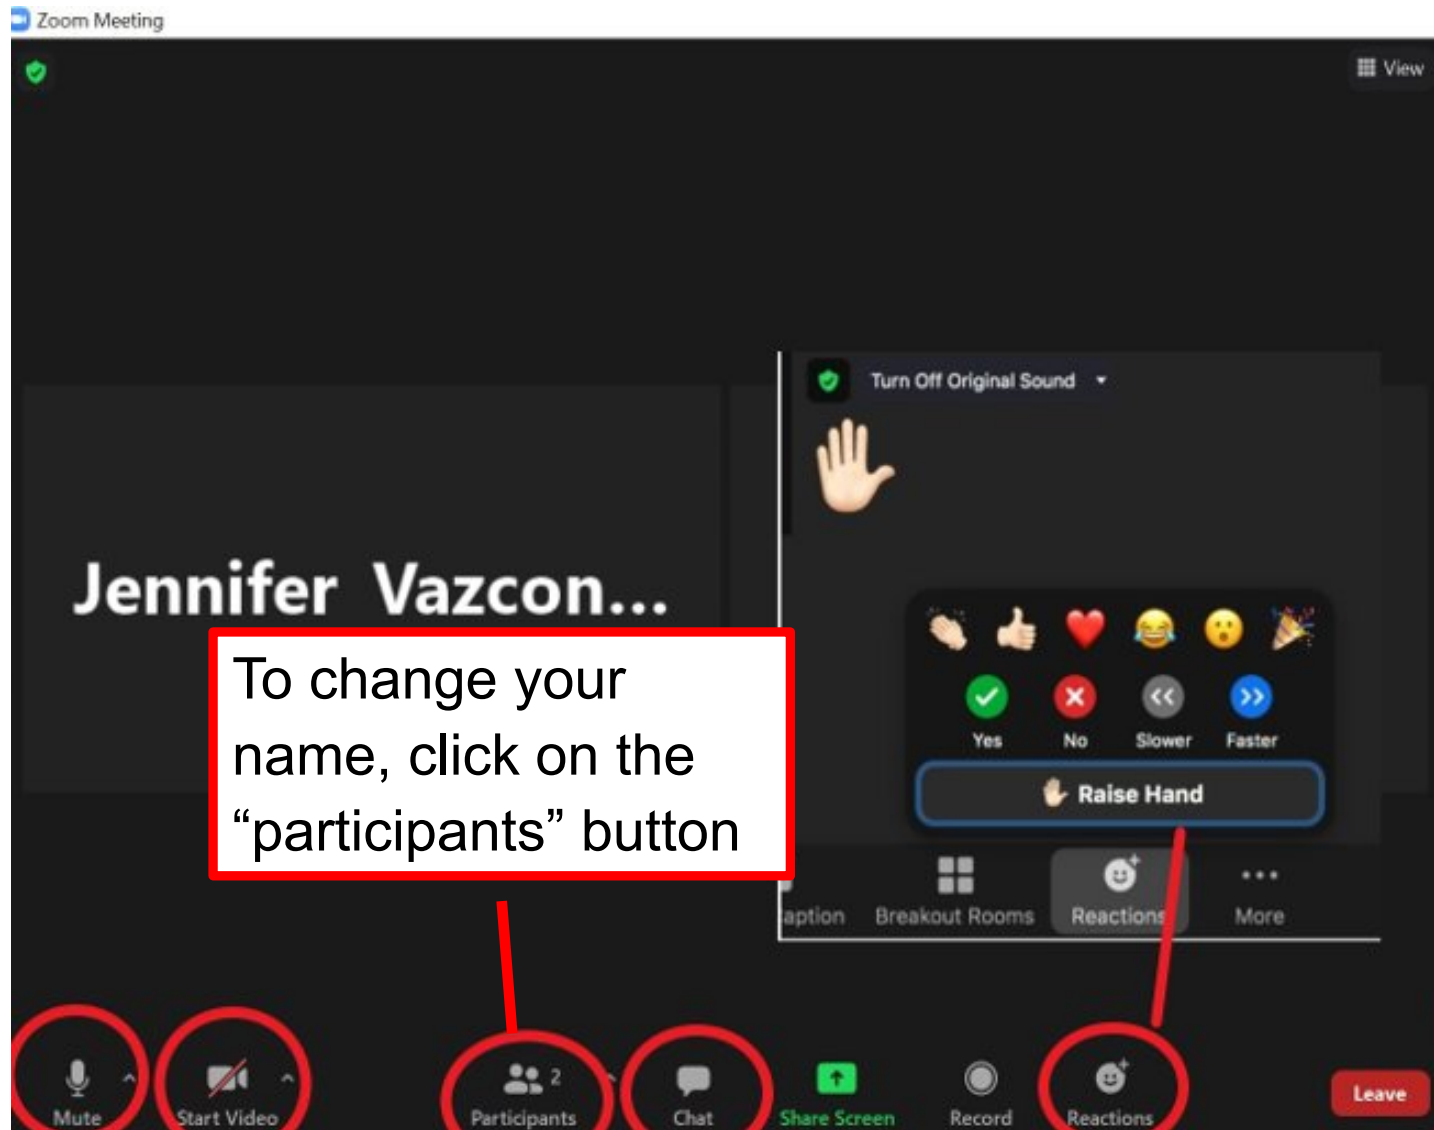 Zoom Meeting
View
Turn Off Original Sound
Jennifer Vazcon...
To change your
name, click on the
“participants” button
Yes No Slower Faster
Raise Hand
aption Breakout Rooms Reactions More
2
Mute Start Video Participants Chat Share Screen Record Reactions Leave